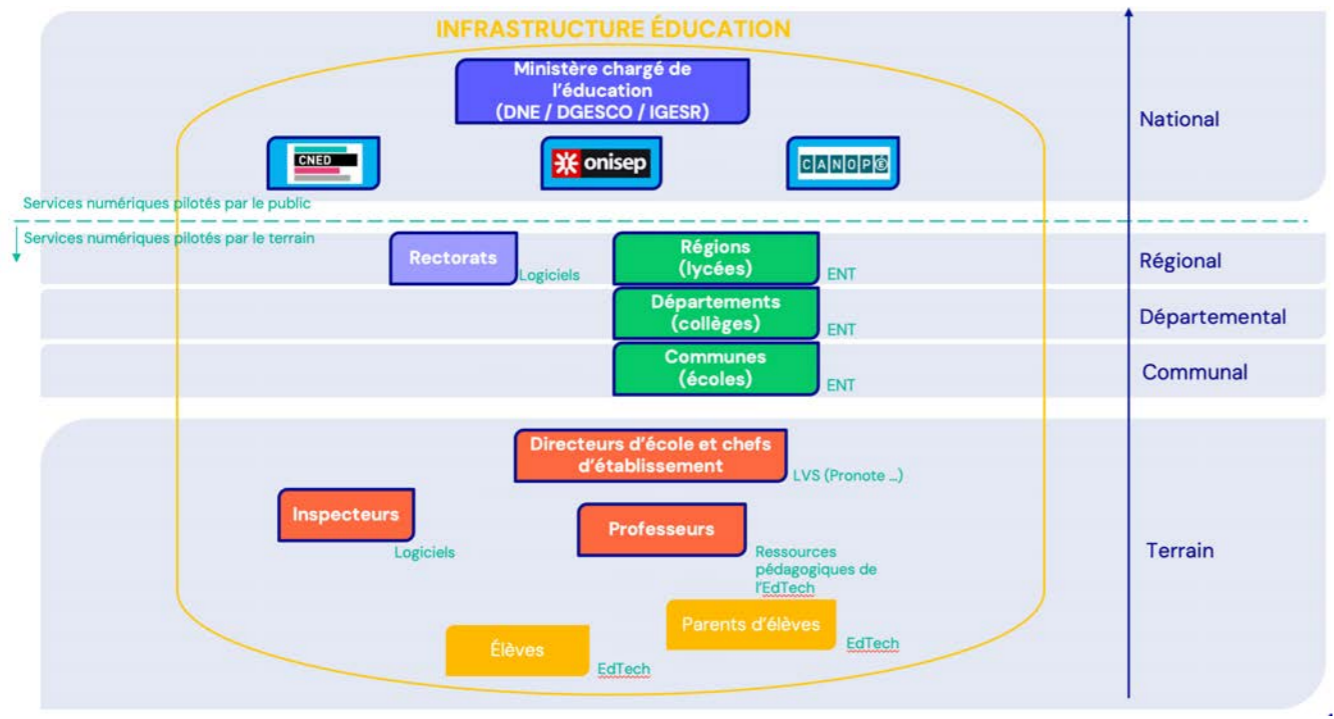 INFRASTRUCTURE ÉDUCATION
Ministère chargé de
l'éducation
(DNE / DGESCO / IGESR)
National
CNED
onisep
CANOPÉ
Services numériques pilotés par le public
Services numériques pilotés par le terrain
Rectorats
Logiciels
Régions
(lycées)
ENT
Régional
Départements
(collèges)
ENT
Départemental
Communes
(écoles)
ENT
Communal
Directeurs d'école et chefs
d'établissement
LVS (Pronote ...)
Inspecteurs
Logiciels
Professeurs
Ressources
pédagogiques de
l'EdTech
Terrain
Parents d'élèves
EdTech
Élèves
EdTech